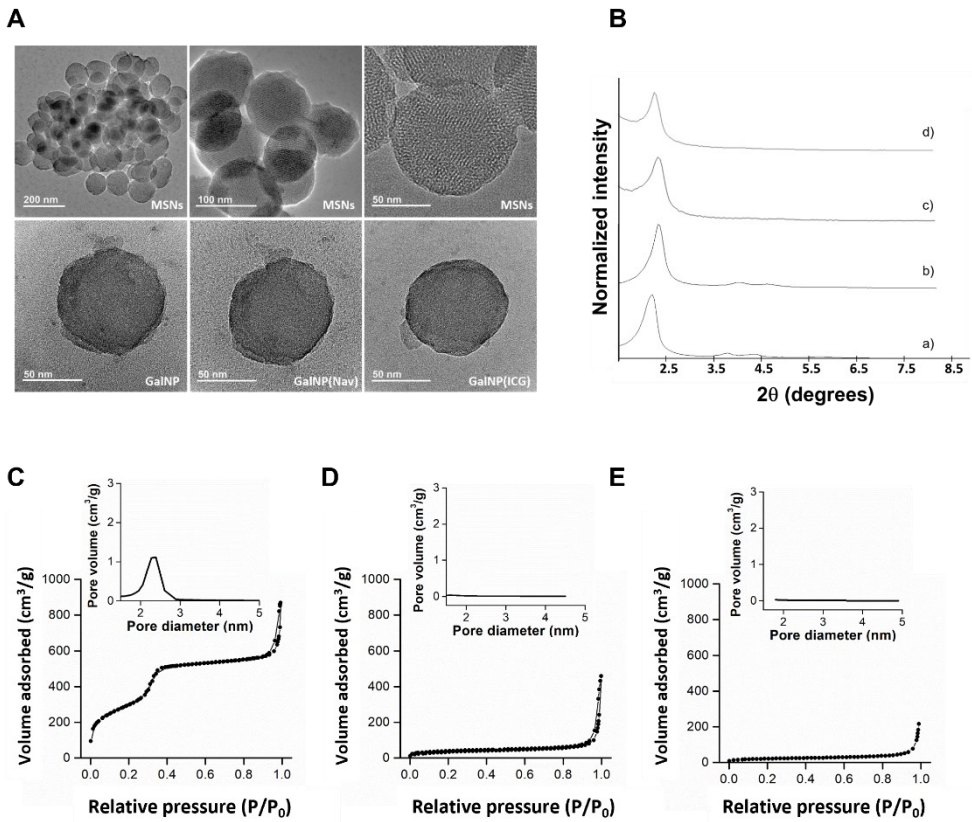 A
200 nm
MSNs
100 nm
MSNs
50 nm
MSNs
50 nm
GalNP
50 nm
GalNP(Nav)
50 nm
GalNP(ICG)
B
Normalized intensity
d)
c)
b)
a)
2.5 3.5 4.5 5.5 6.5 7.5 8.5
2θ (degrees)
C
Pore volume (cm³/g)
3
2
1
0
2 3 4 5
Pore diameter (nm)
Volume adsorbed (cm³/g)
1000
800
600
400
200
0
0.0 0.2 0.4 0.6 0.8 1.0
Relative pressure (P/P₀)
D
Pore volume (cm³/g)
3
2
1
0
2 3 4 5
Pore diameter (nm)
Volume adsorbed (cm³/g)
1000
800
600
400
200
0
0.0 0.2 0.4 0.6 0.8 1.0
Relative pressure (P/P₀)
E
Pore volume (cm³/g)
3
2
1
0
2 3 4 5
Pore diameter (nm)
Volume adsorbed (cm³/g)
1000
800
600
400
200
0
0.0 0.2 0.4 0.6 0.8 1.0
Relative pressure (P/P₀)